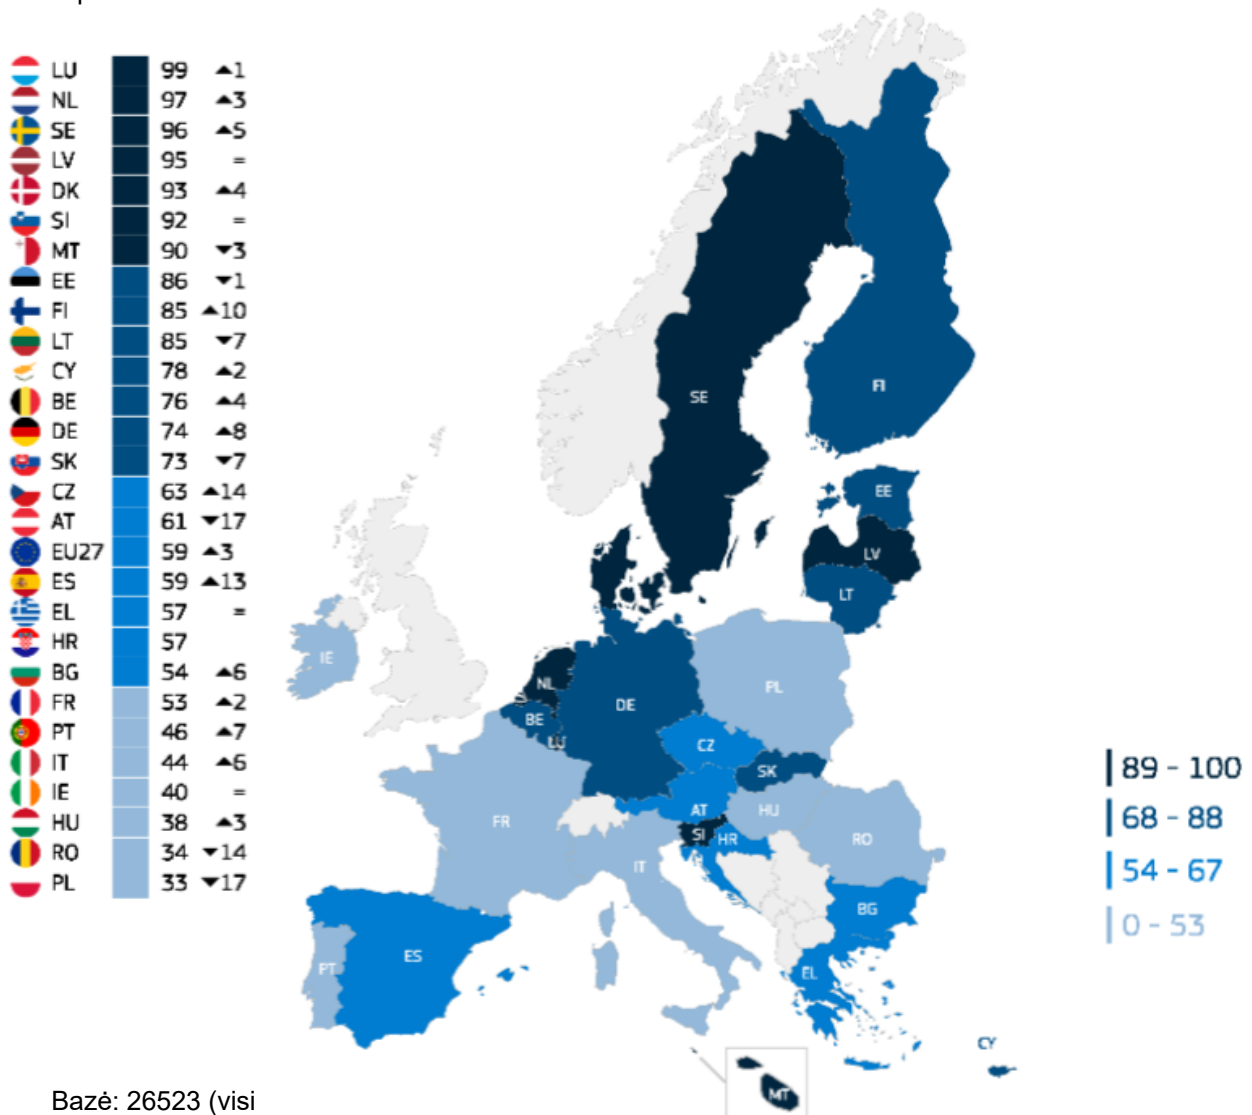 LU 99 ▲1
NL 97 ▲3
SE 96 ▲5
LV 95 =
DK 93 ▲4
SI 92 =
MT 90 ▼3
EE 86 ▼1
FI 85 ▲10
LT 85 ▼7
CY 78 ▲2
BE 76 ▲4
DE 74 ▲8
SK 73 ▼7
CZ 63 ▲14
AT 61 ▼17
EU27 59 ▲3
ES 59 ▲13
EL 57 =
HR 57
BG 54 ▲6
FR 53 ▲2
PT 46 ▲7
IT 44 ▲6
IE 40 =
HU 38 ▲3
RO 34 ▼14
PL 33 ▼17
SE
FI
EE
LV
LT
IE
NL
PL
BE
DE
LU
CZ
SK
FR
AT
HU
SI
HR
RO
IT
BG
ES
PT
EL
CY
MT
89 - 100
68 - 88
54 - 67
0 - 53
Bazė: 26523 (visi